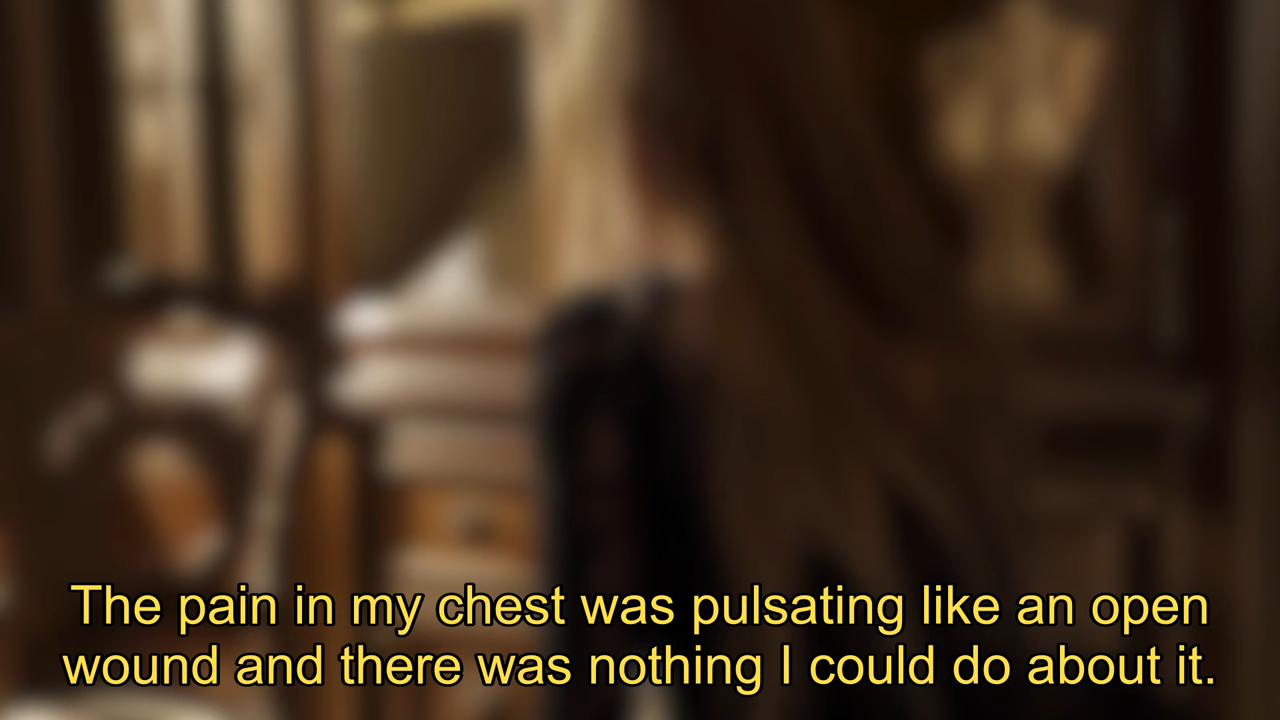 The pain in my chest was pulsating like an open
wound and there was nothing I could do about it.